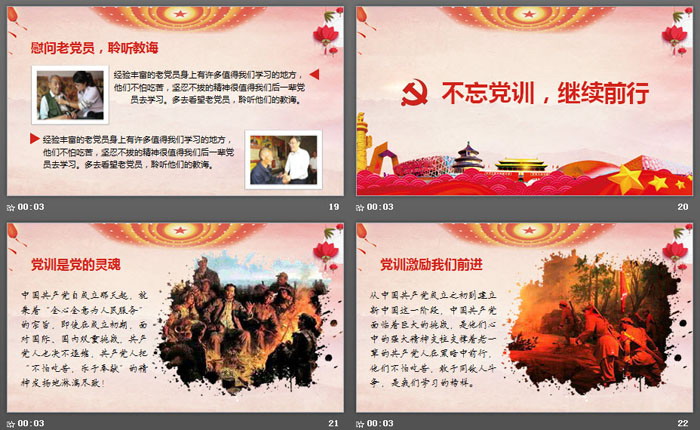 慰问老党员，聆听教诲
经验丰富的老党员身上有许多值得我们学习的地方，
他们不怕吃苦，坚忍不拔的精神很值得我们后一辈党
员去学习。多去看望老党员，聆听他们的教诲。
经验丰富的老党员身上有许多值得我们学习的地方，
他们不怕吃苦，坚忍不拔的精神很值得我们后一辈党
员去学习。多去看望老党员，聆听他们的教诲。
00:03
19
不忘党训，继续前行
00:03
20
党训是党的灵魂
中国共产党自成立那天起，就
秉着“全心全意为人民服务”
的宗旨，即使在成立初期，面
对国际、国内双重挑战，共产
党人必决不退缩，共产党人把
“不怕吃苦、乐于奉献”的精
神发扬地淋漓尽致！
00:03
21
党训激励我们前进
从中国共产党成立之初到建立
新中国这一阶段，中国共产党
面临着巨大的挑战，是他们心
中的强大精神支柱支撑着老一
辈的共产党人在黑暗中前行，
他们不怕吃苦、敢于同敌人斗
争，是我们学习的榜样。
00:03
22